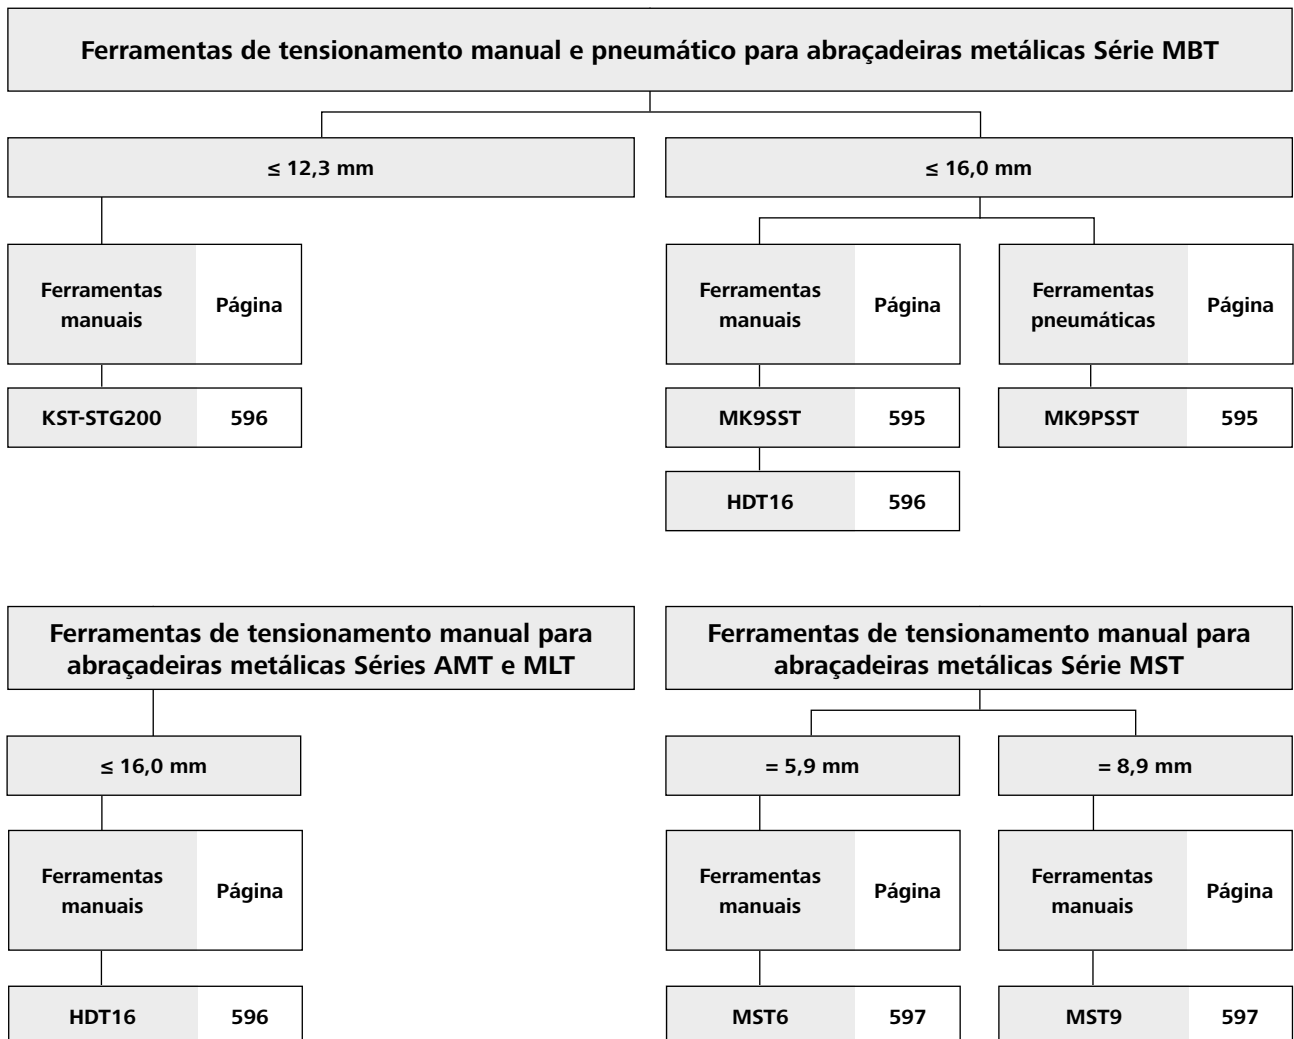 Ferramentas de tensionamento manual e pneumático para abraçadeiras metálicas Série MBT
≤ 12,3 mm
≤ 16,0 mm
Ferramentas
manuais
Página
Ferramentas
manuais
Página
Ferramentas
pneumáticas
Página
KST-STG200
596
MK9SST
595
MK9PSST
595
HDT16
596
Ferramentas de tensionamento manual para
abraçadeiras metálicas Séries AMT e MLT
Ferramentas de tensionamento manual para
abraçadeiras metálicas Série MST
≤ 16,0 mm
= 5,9 mm
= 8,9 mm
Ferramentas
manuais
Página
Ferramentas
manuais
Página
Ferramentas
manuais
Página
HDT16
596
MST6
597
MST9
597